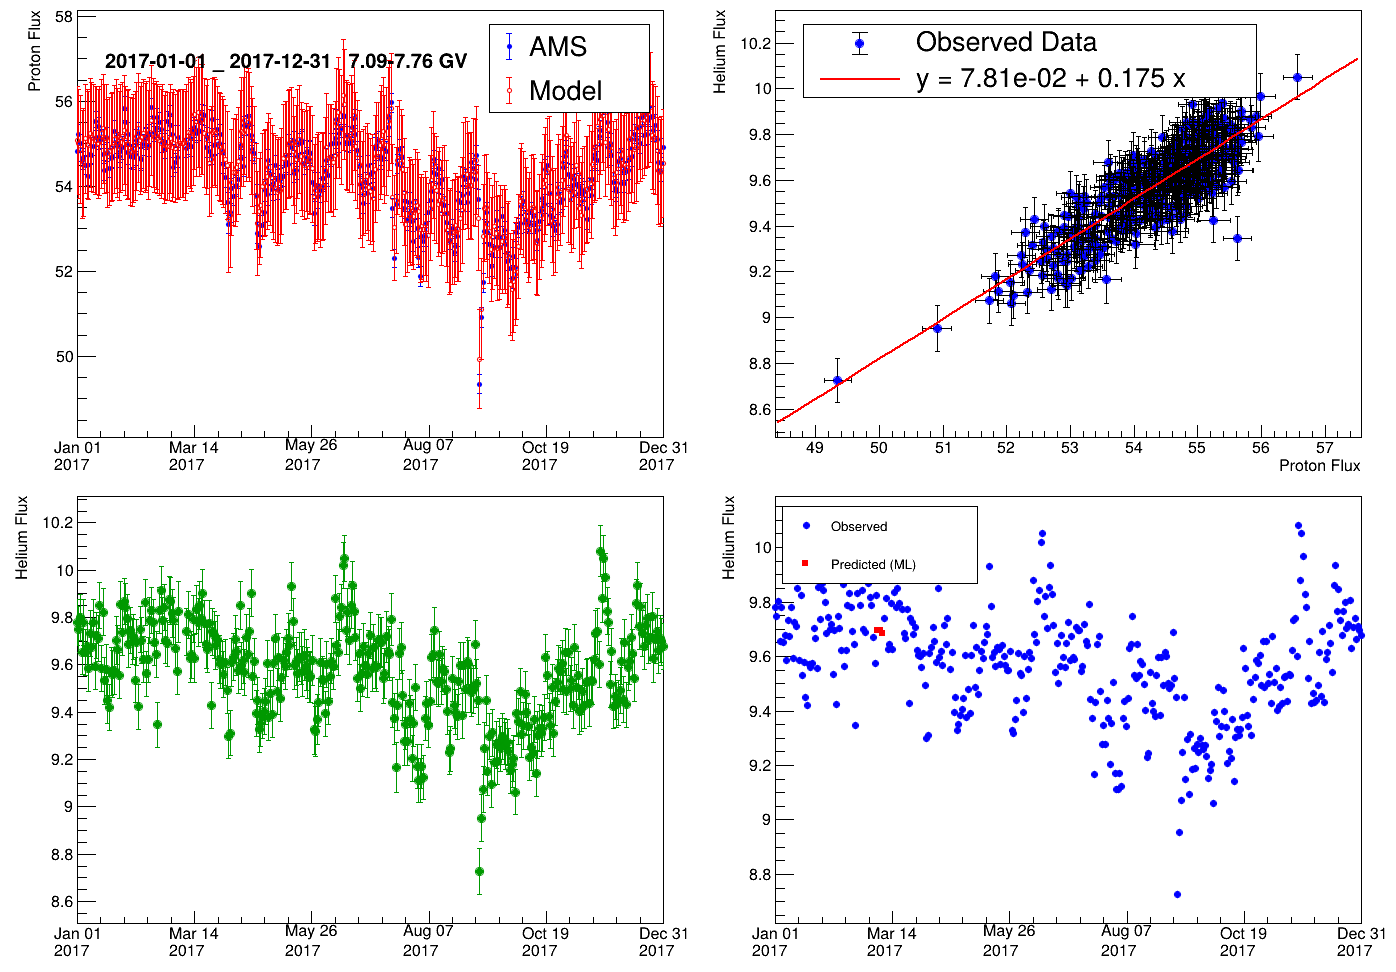 Proton Flux
58
56
54
52
50
2017-01-01 _ 2017-12-31 7.09-7.76 GV
AMS
Model
Jan 01
2017
Mar 14
2017
May 26
2017
Aug 07
2017
Oct 19
2017
Dec 31
2017
Helium Flux
10.2
10
9.8
9.6
9.4
9.2
9
8.8
8.6
Observed Data
y = 7.81e-02 + 0.175 x
49
50
51
52
53
54
55
56
57
Proton Flux
Helium Flux
10.2
10
9.8
9.6
9.4
9.2
9
8.8
8.6
Jan 01
2017
Mar 14
2017
May 26
2017
Aug 07
2017
Oct 19
2017
Dec 31
2017
Helium Flux
10
9.8
9.6
9.4
9.2
9
8.8
Observed
Predicted (ML)
Jan 01
2017
Mar 14
2017
May 26
2017
Aug 07
2017
Oct 19
2017
Dec 31
2017